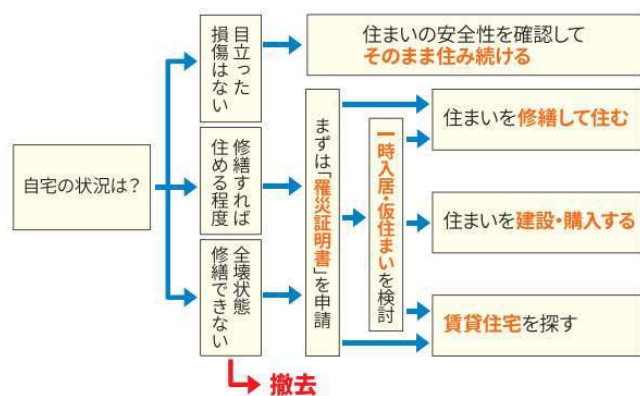 自宅の状況は？
目立った
損傷はない
修繕すれば
住める程度
全壊状態
修繕できない
撤去
住まいの安全性を確認して
そのまま住み続ける
まずは「罹災証明書」を申請
一時入居・仮住まいを検討
住まいを修繕して住む
住まいを建設・購入する
賃貸住宅を探す